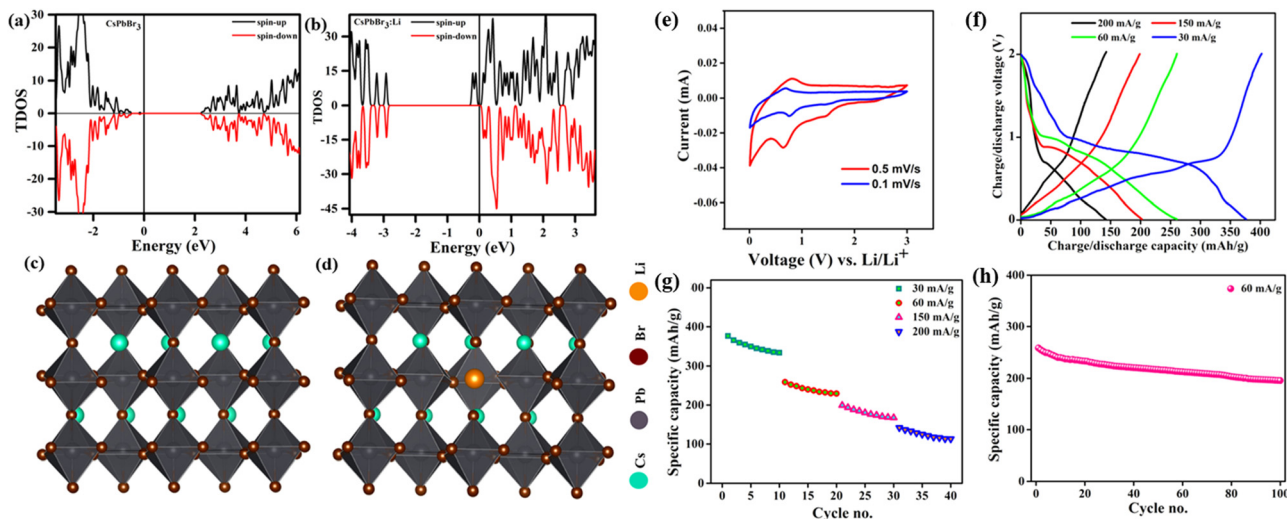 (a)
CsPbBr3
spin-up
spin-down
30
20
10
0
10
20
30
TDOS
-2
0
2
4
6
Energy (eV)
(b)
CsPbBr3:Li
spin-up
spin-down
30
15
0
-15
-30
-45
TDOS
-4
-3
-2
-1
0
1
2
3
Energy (eV)
(c)
(d)
Li
Br
Pb
Cs
(e)
0.04
0.02
0.00
-0.02
-0.04
-0.06
Current (mA)
0.5 mV/s
0.1 mV/s
0
1
2
3
Voltage (V) vs. Li/Li+
(f)
200 mA/g
150 mA/g
60 mA/g
30 mA/g
2
1
0
Charge/discharge voltage (V)
0
50
100
150
200
250
300
350
400
Charge/discharge capacity (mAh/g)
(g)
30 mA/g
60 mA/g
150 mA/g
200 mA/g
00
400
300
200
100
00
Specific capacity (mAh/g)
0
10
20
30
40
Cycle no.
(h)
60 mA/g
400
300
200
100
0
Specific capacity (mAh/g)
0
20
40
60
80
100
Cycle no.